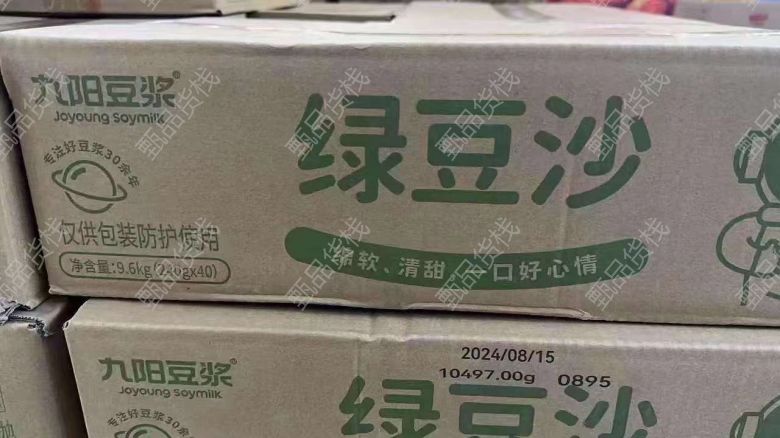 九阳豆浆®
Joyoung Soymilk
专注好豆浆30余年
仅供包装防护使用
净含量:9.6kg(240gx40)
绿豆沙
绵软、清甜 一口好心情
九阳豆浆®
Joyoung Soymilk
专注好豆浆30余年
2024/08/15
10497.00g 0895
绿豆沙
甄品货栈